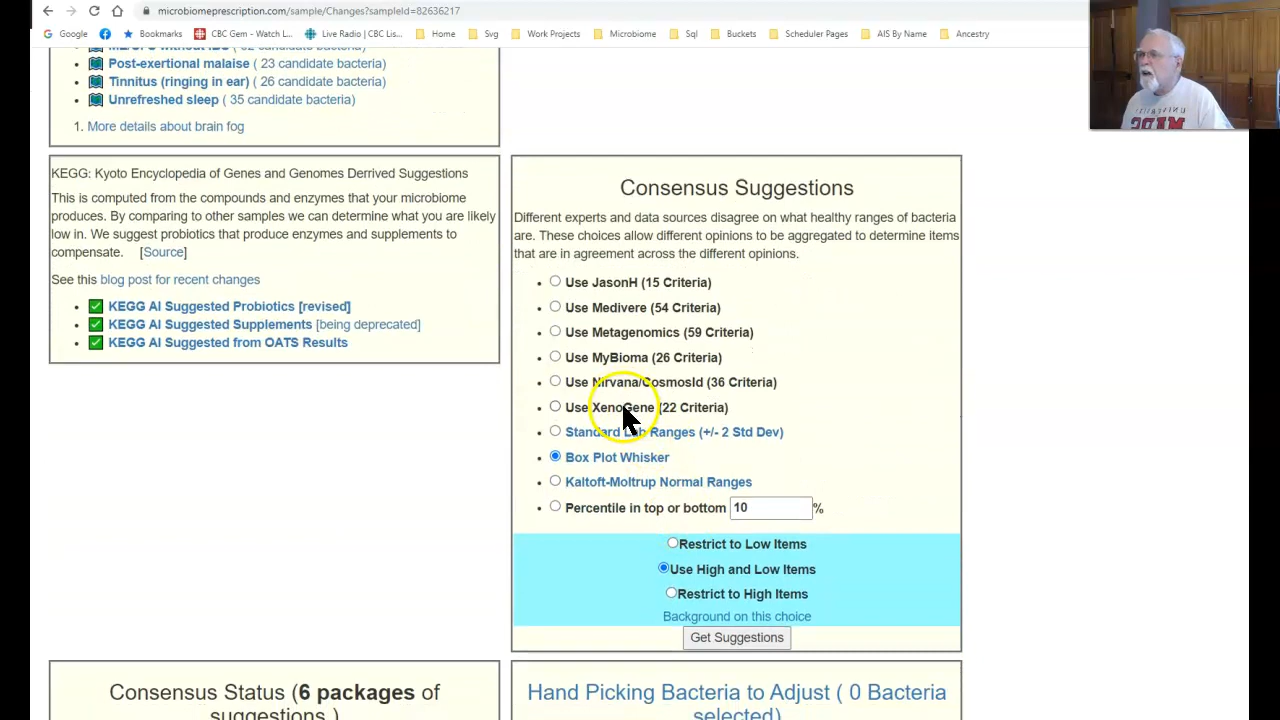 microbiomeprescription.com/sample/Changes?sampleId=82636217
Google Bookmarks CBC Gem - Watch L... Live Radio | CBC Lis... Home Svg Work Projects Microbiome Sql Buckets Scheduler Pages AIS By Name Ancestry
Post-exertional malaise ( 23 candidate bacteria)
Tinnitus (ringing in ear) ( 26 candidate bacteria)
Unrefreshed sleep ( 35 candidate bacteria)
1. More details about brain fog
KEGG: Kyoto Encyclopedia of Genes and Genomes Derrived Suggestions
This is computed from the compounds and enzymes that your microbiome
produces. By comparing to other samples we can determine what you are likely
low in. We suggest probiotics that produce enzymes and supplements to
compensate. [Source]
See this blog post for recent changes
KEGG AI Suggested Probiotics [revised]
KEGG AI Suggested Supplements [being deprecated]
KEGG AI Suggested from OATS Results
Consensus Suggestions
Different experts and data sources disagree on what healthy ranges of bacteria
are. These choices allow different opinions to be aggregated to determine items
that are in agreement across the different opinions.
Use JasonH (15 Criteria)
Use Medivere (54 Criteria)
Use Metagenomics (59 Criteria)
Use MyBioma (26 Criteria)
Use Nirvana/CosmosId (36 Criteria)
Use XenoGene (22 Criteria)
Standard Lab Ranges (+/- 2 Std Dev)
Box Plot Whisker
Kaltoft-Moltrup Normal Ranges
Percentile in top or bottom 10 %
Restrict to Low Items
Use High and Low Items
Restrict to High Items
Background on this choice
Get Suggestions
Consensus Status (6 packages of
suggestions )
Hand Picking Bacteria to Adjust ( 0 Bacteria
selected)